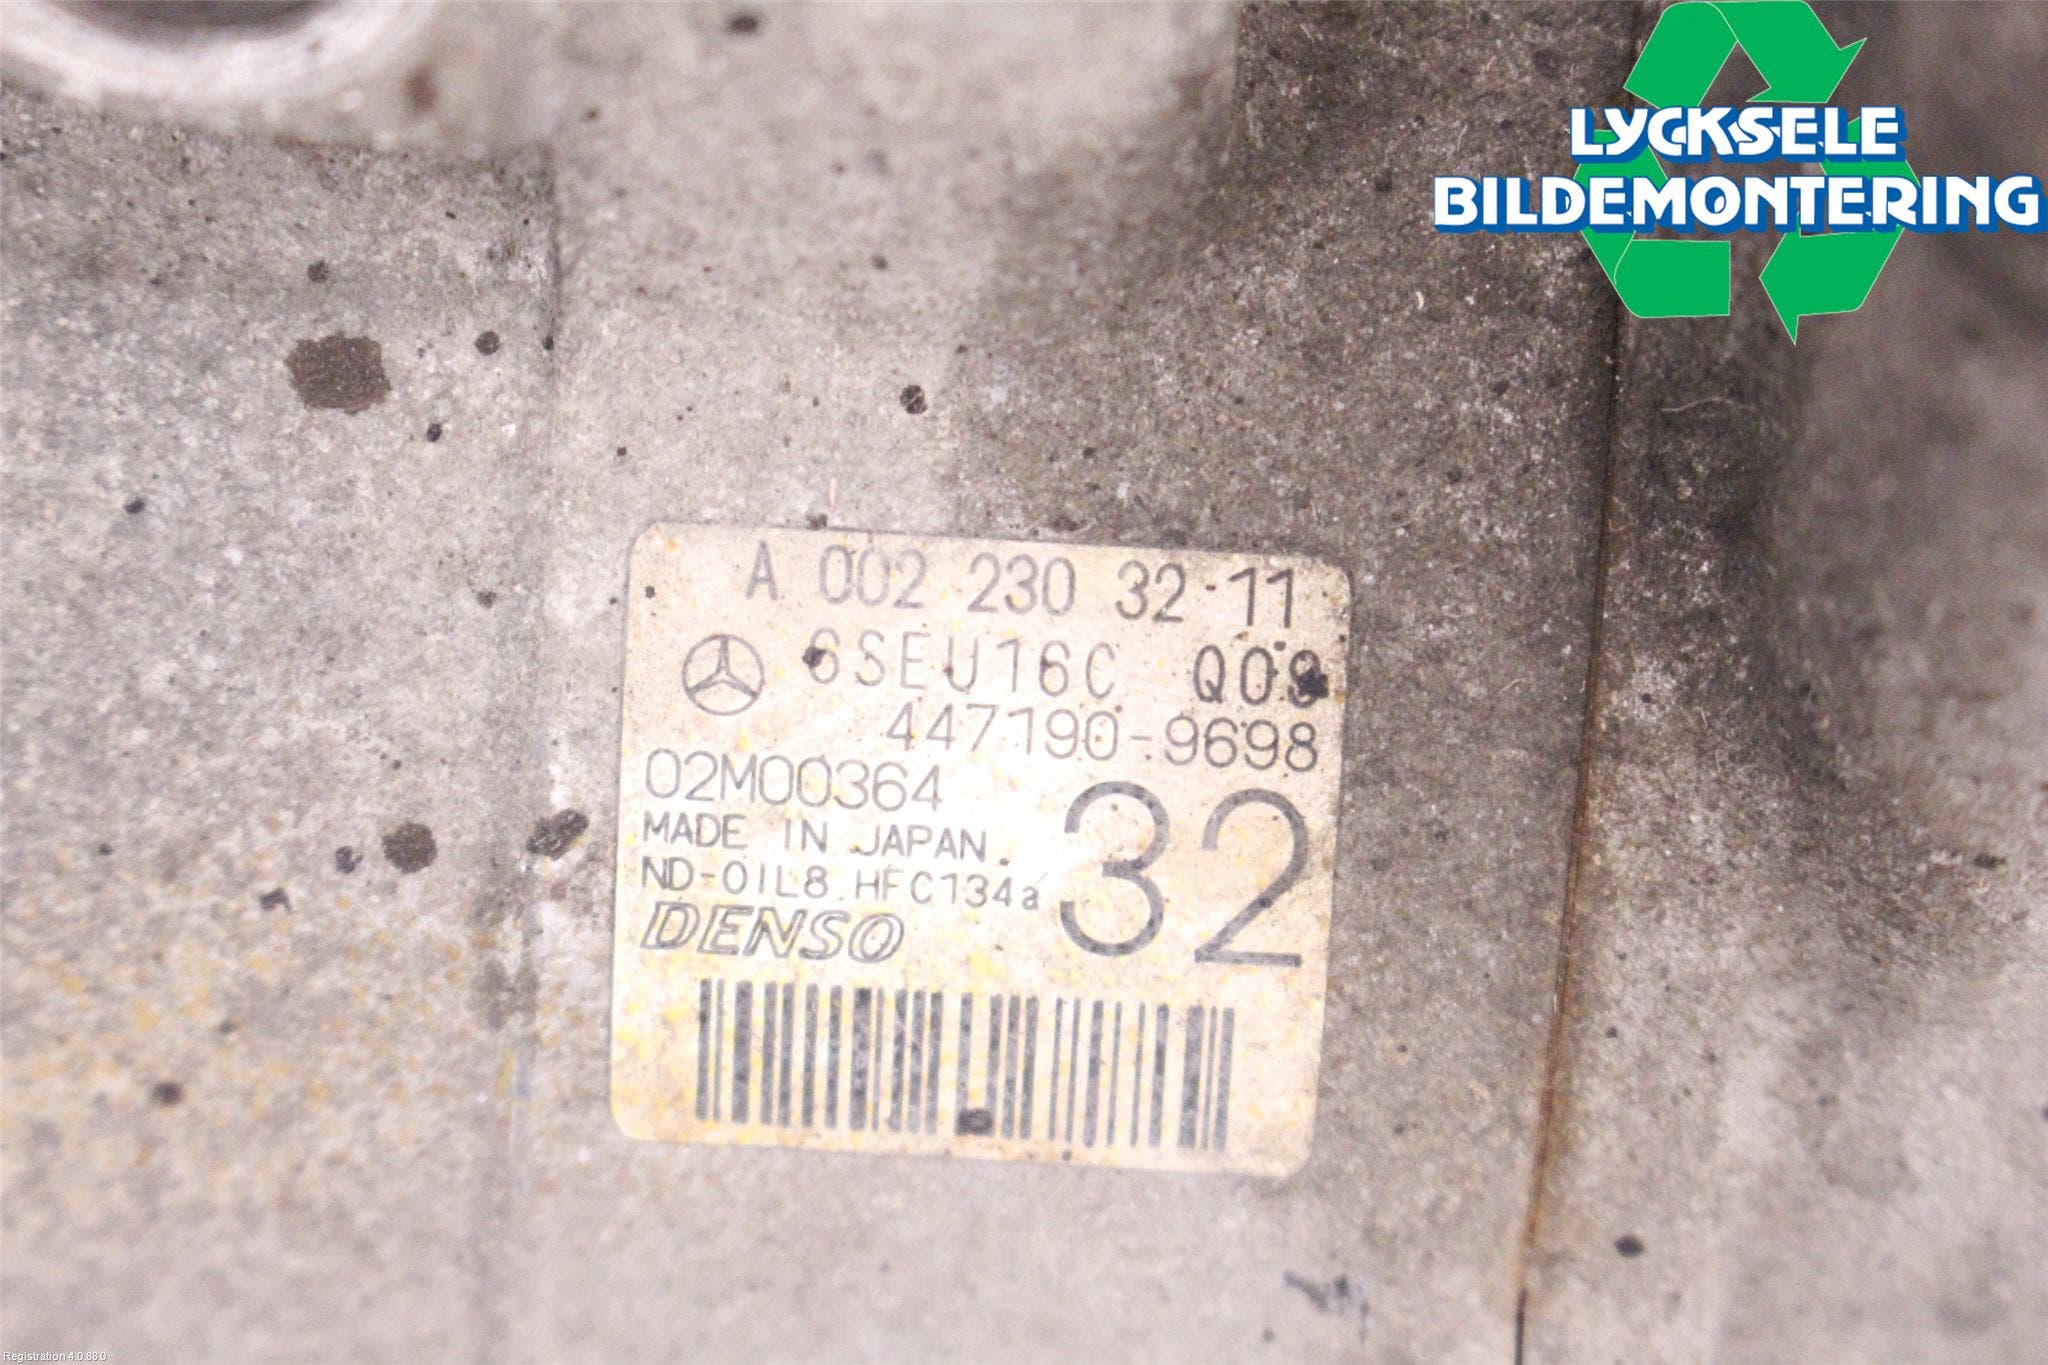 LYCKSELE
BILDEMONTERING
A 002 230 32 11
6SEU16C
447190-9698
02M00364
32
MADE IN JAPAN.
ND-OIL8 HFC134a
DENSO
Registration 4.0.88.0